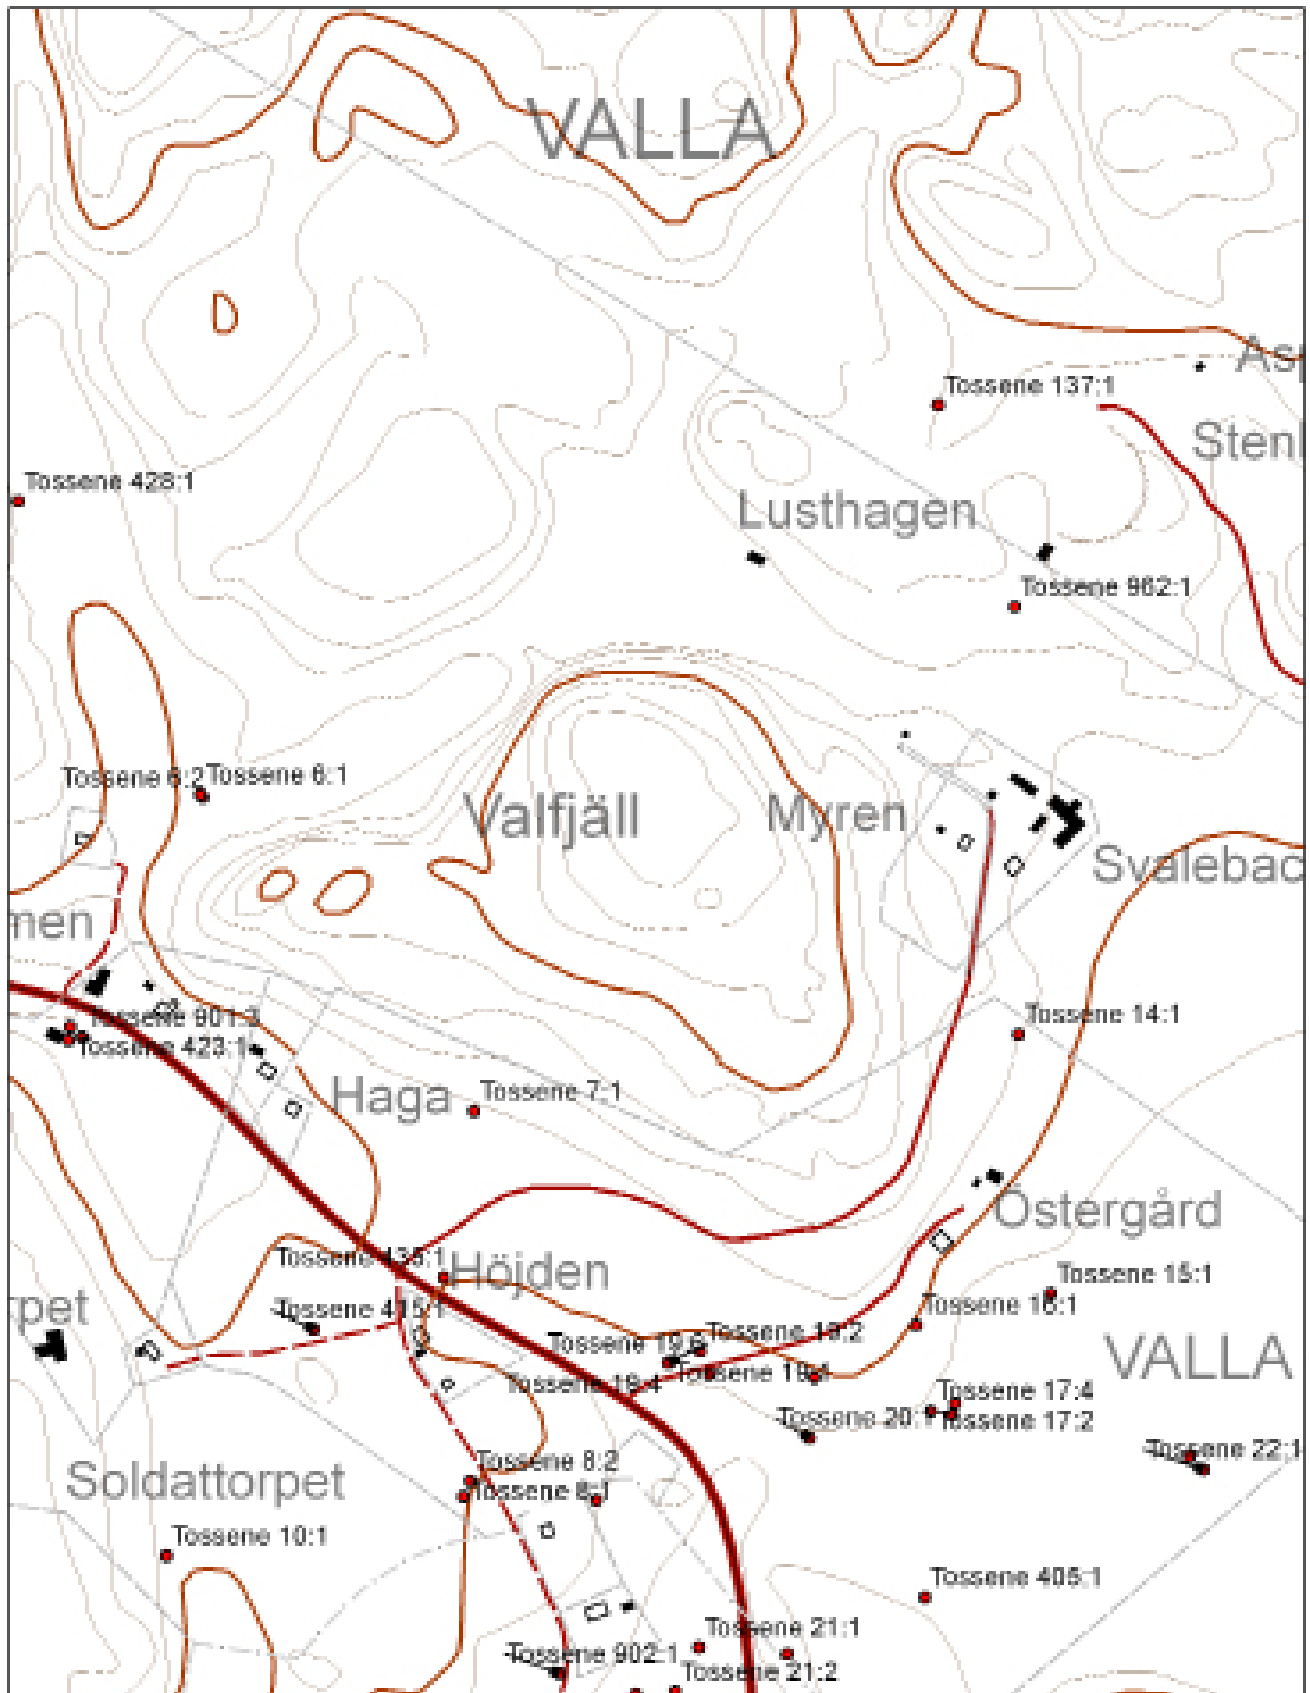 VALLA
Tossene 137:1
Tossene 428:1
Lusthagen
Tossene 962:1
Tossene 6:2
Tossene 6:1
Valfjäll
Myren
Svalebac
men
Tossene 14:1
Tossene 901:3
Tossene 423:1
Haga
Tossene 7:1
Östergård
Tossene 435:1
Höjden
Tossene 15:1
Tossene 415:1
Tossene 16:1
rpet
Tossene 19:2
VALLA
Tossene 17:4
Tossene 20:1
Tossene 17:2
Tossene 22:1
Tossene 8:2
Tossene 8:1
Soldattorpet
Tossene 10:1
Tossene 405:1
Tossene 21:1
Tossene 902:1
Tossene 21:2